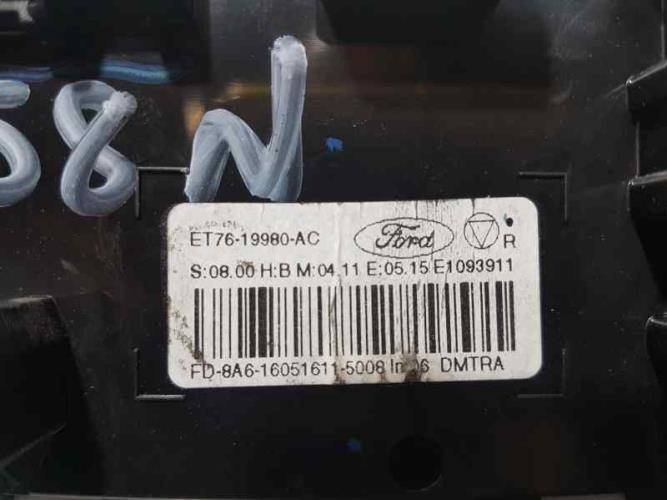 58N
ET76-19980-AC Ford R
S:08.00 H:B M:04.11 E:05.15 E1093911
FD-8A6-16051611-5008 DMTRA